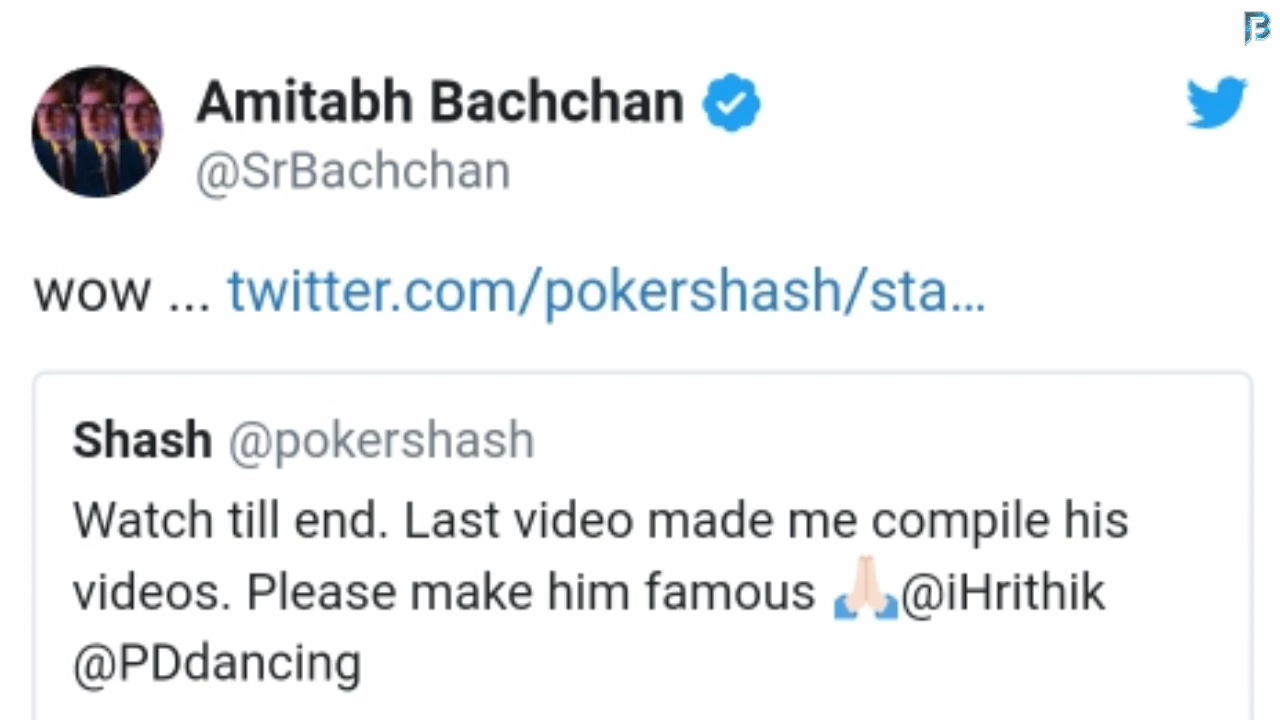 Amitabh Bachchan
@SrBachchan
wow ... twitter.com/pokershash/sta...
Shash @pokershash
Watch till end. Last video made me compile his
videos. Please make him famous 🙏🏻@iHrithik
@PDdancing